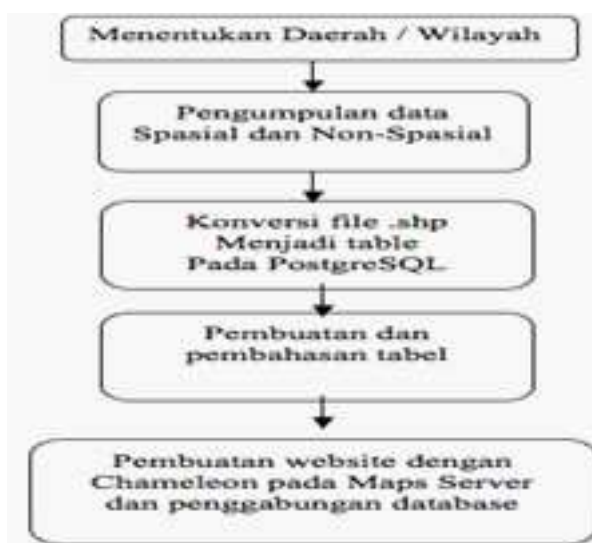 Menentukan Daerah / Wilayah
Pengumpulan data
Spasial dan Non-Spasial
Konversi file .shp
Menjadi table
Pada PostgreSQL
Pembuatan dan
pembahasan tabel
Pembuatan website dengan
Chameleon pada Maps Server
dan penggabungan database